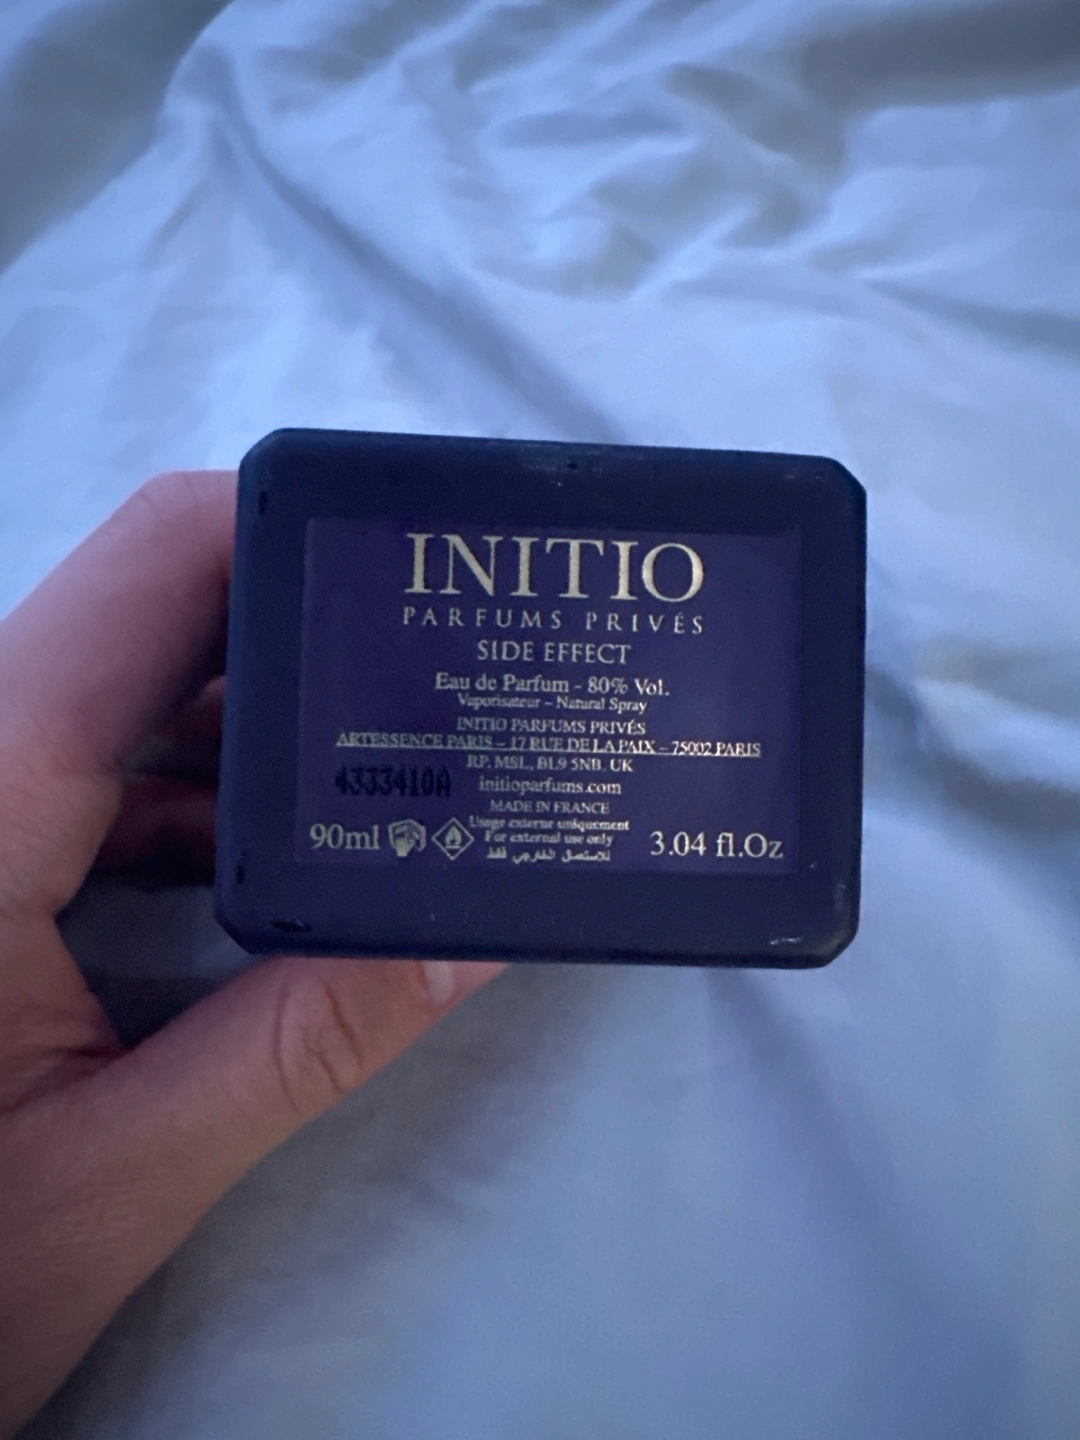 INITIO
PARFUMS PRIVÉS
SIDE EFFECT
Eau de Parfum - 80% Vol.
Vaporisateur – Natural Spray
INITIO PARFUMS PRIVÉS
ARTESSENCE PARIS – 17 RUE DE LA PAIX – 75002 PARIS
RP, MSL, BL9 5NB. UK
4333410A initioparfums.com
MADE IN FRANCE
Usage externe uniquement
For external use only
للاستعمال الخارجي فقط
90ml 3.04 fl.Oz